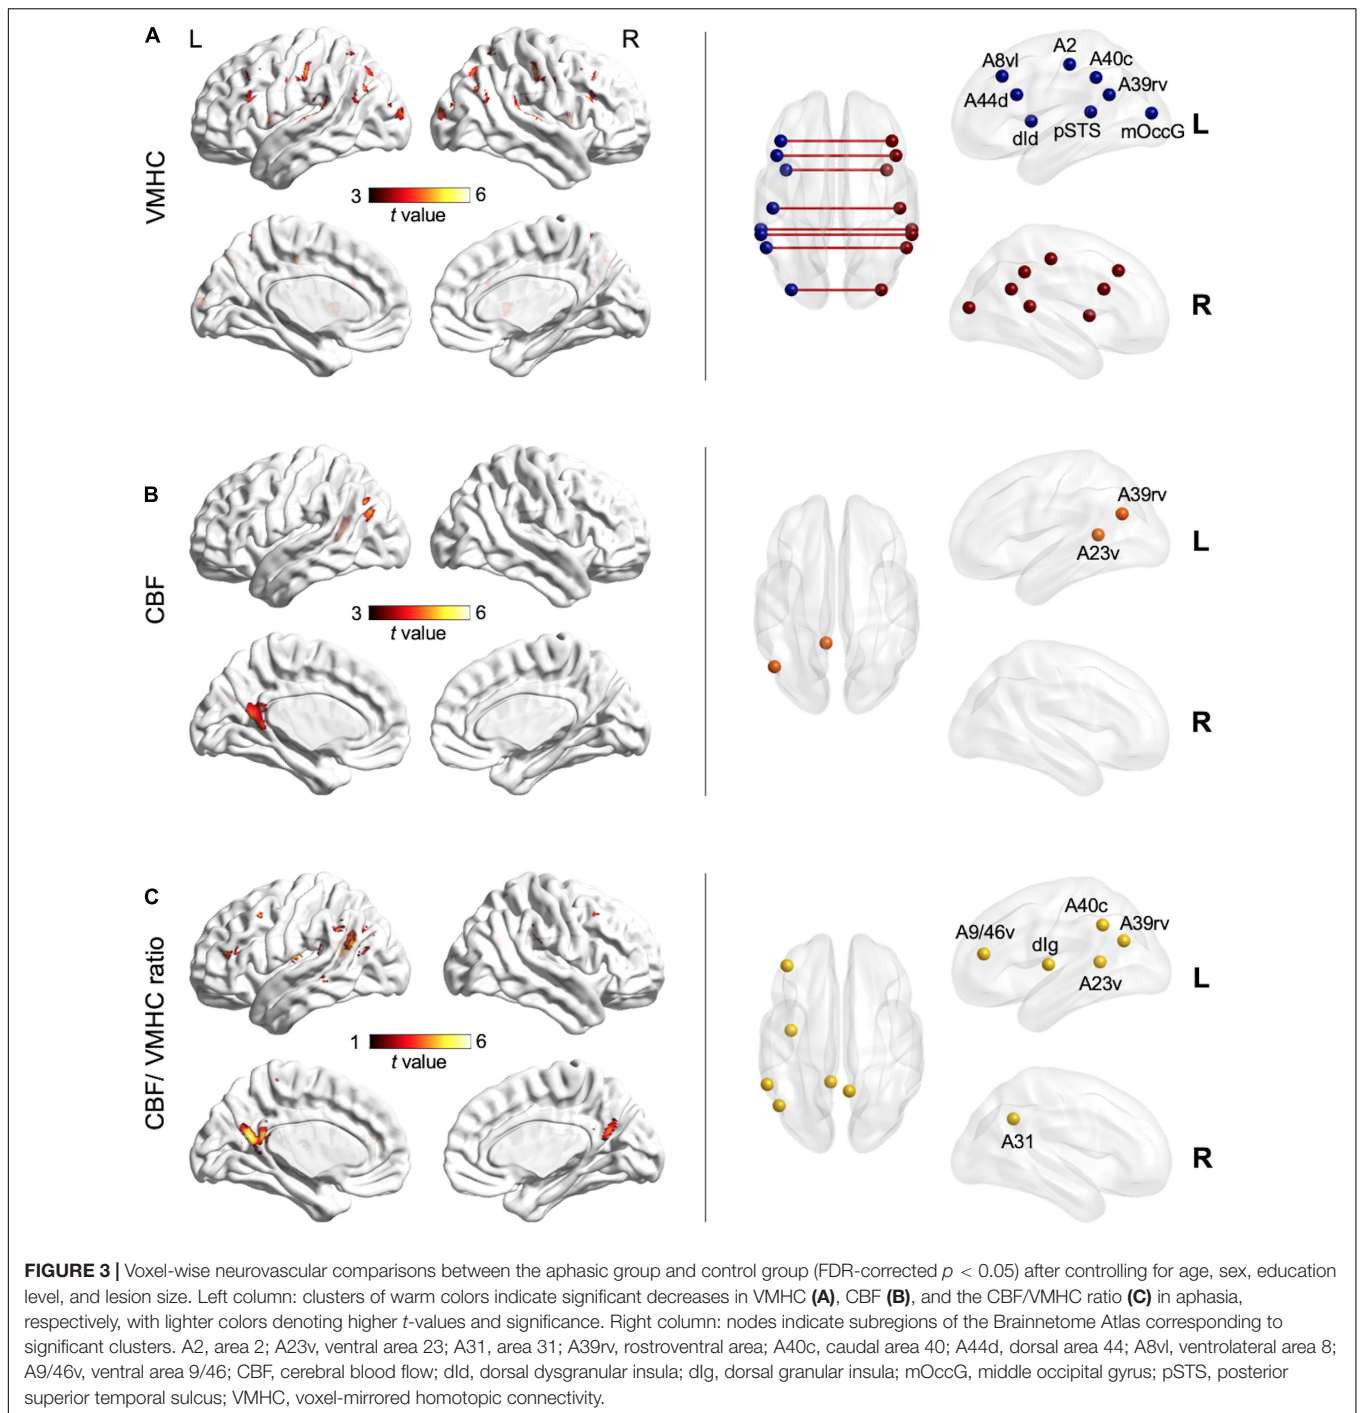 A
L
R
VMHC
3
6
t value
A8vl
A2
A40c
A39rv
A44d
dId
pSTS
mOccG
L
R
B
CBF
3
6
t value
A39rv
A23v
L
R
C
CBF/ VMHC ratio
1
6
t value
A9/46v
dIg
A40c
A39rv
A23v
L
A31
R
FIGURE 3 | Voxel-wise neurovascular comparisons between the aphasic group and control group (FDR-corrected p < 0.05) after controlling for age, sex, education
level, and lesion size. Left column: clusters of warm colors indicate significant decreases in VMHC (A), CBF (B), and the CBF/VMHC ratio (C) in aphasia,
respectively, with lighter colors denoting higher t-values and significance. Right column: nodes indicate subregions of the Brainnetome Atlas corresponding to
significant clusters. A2, area 2; A23v, ventral area 23; A31, area 31; A39rv, rostroventral area; A40c, caudal area 40; A44d, dorsal area 44; A8vl, ventrolateral area 8;
A9/46v, ventral area 9/46; CBF, cerebral blood flow; dId, dorsal dysgranular insula; dIg, dorsal granular insula; mOccG, middle occipital gyrus; pSTS, posterior
superior temporal sulcus; VMHC, voxel-mirrored homotopic connectivity.